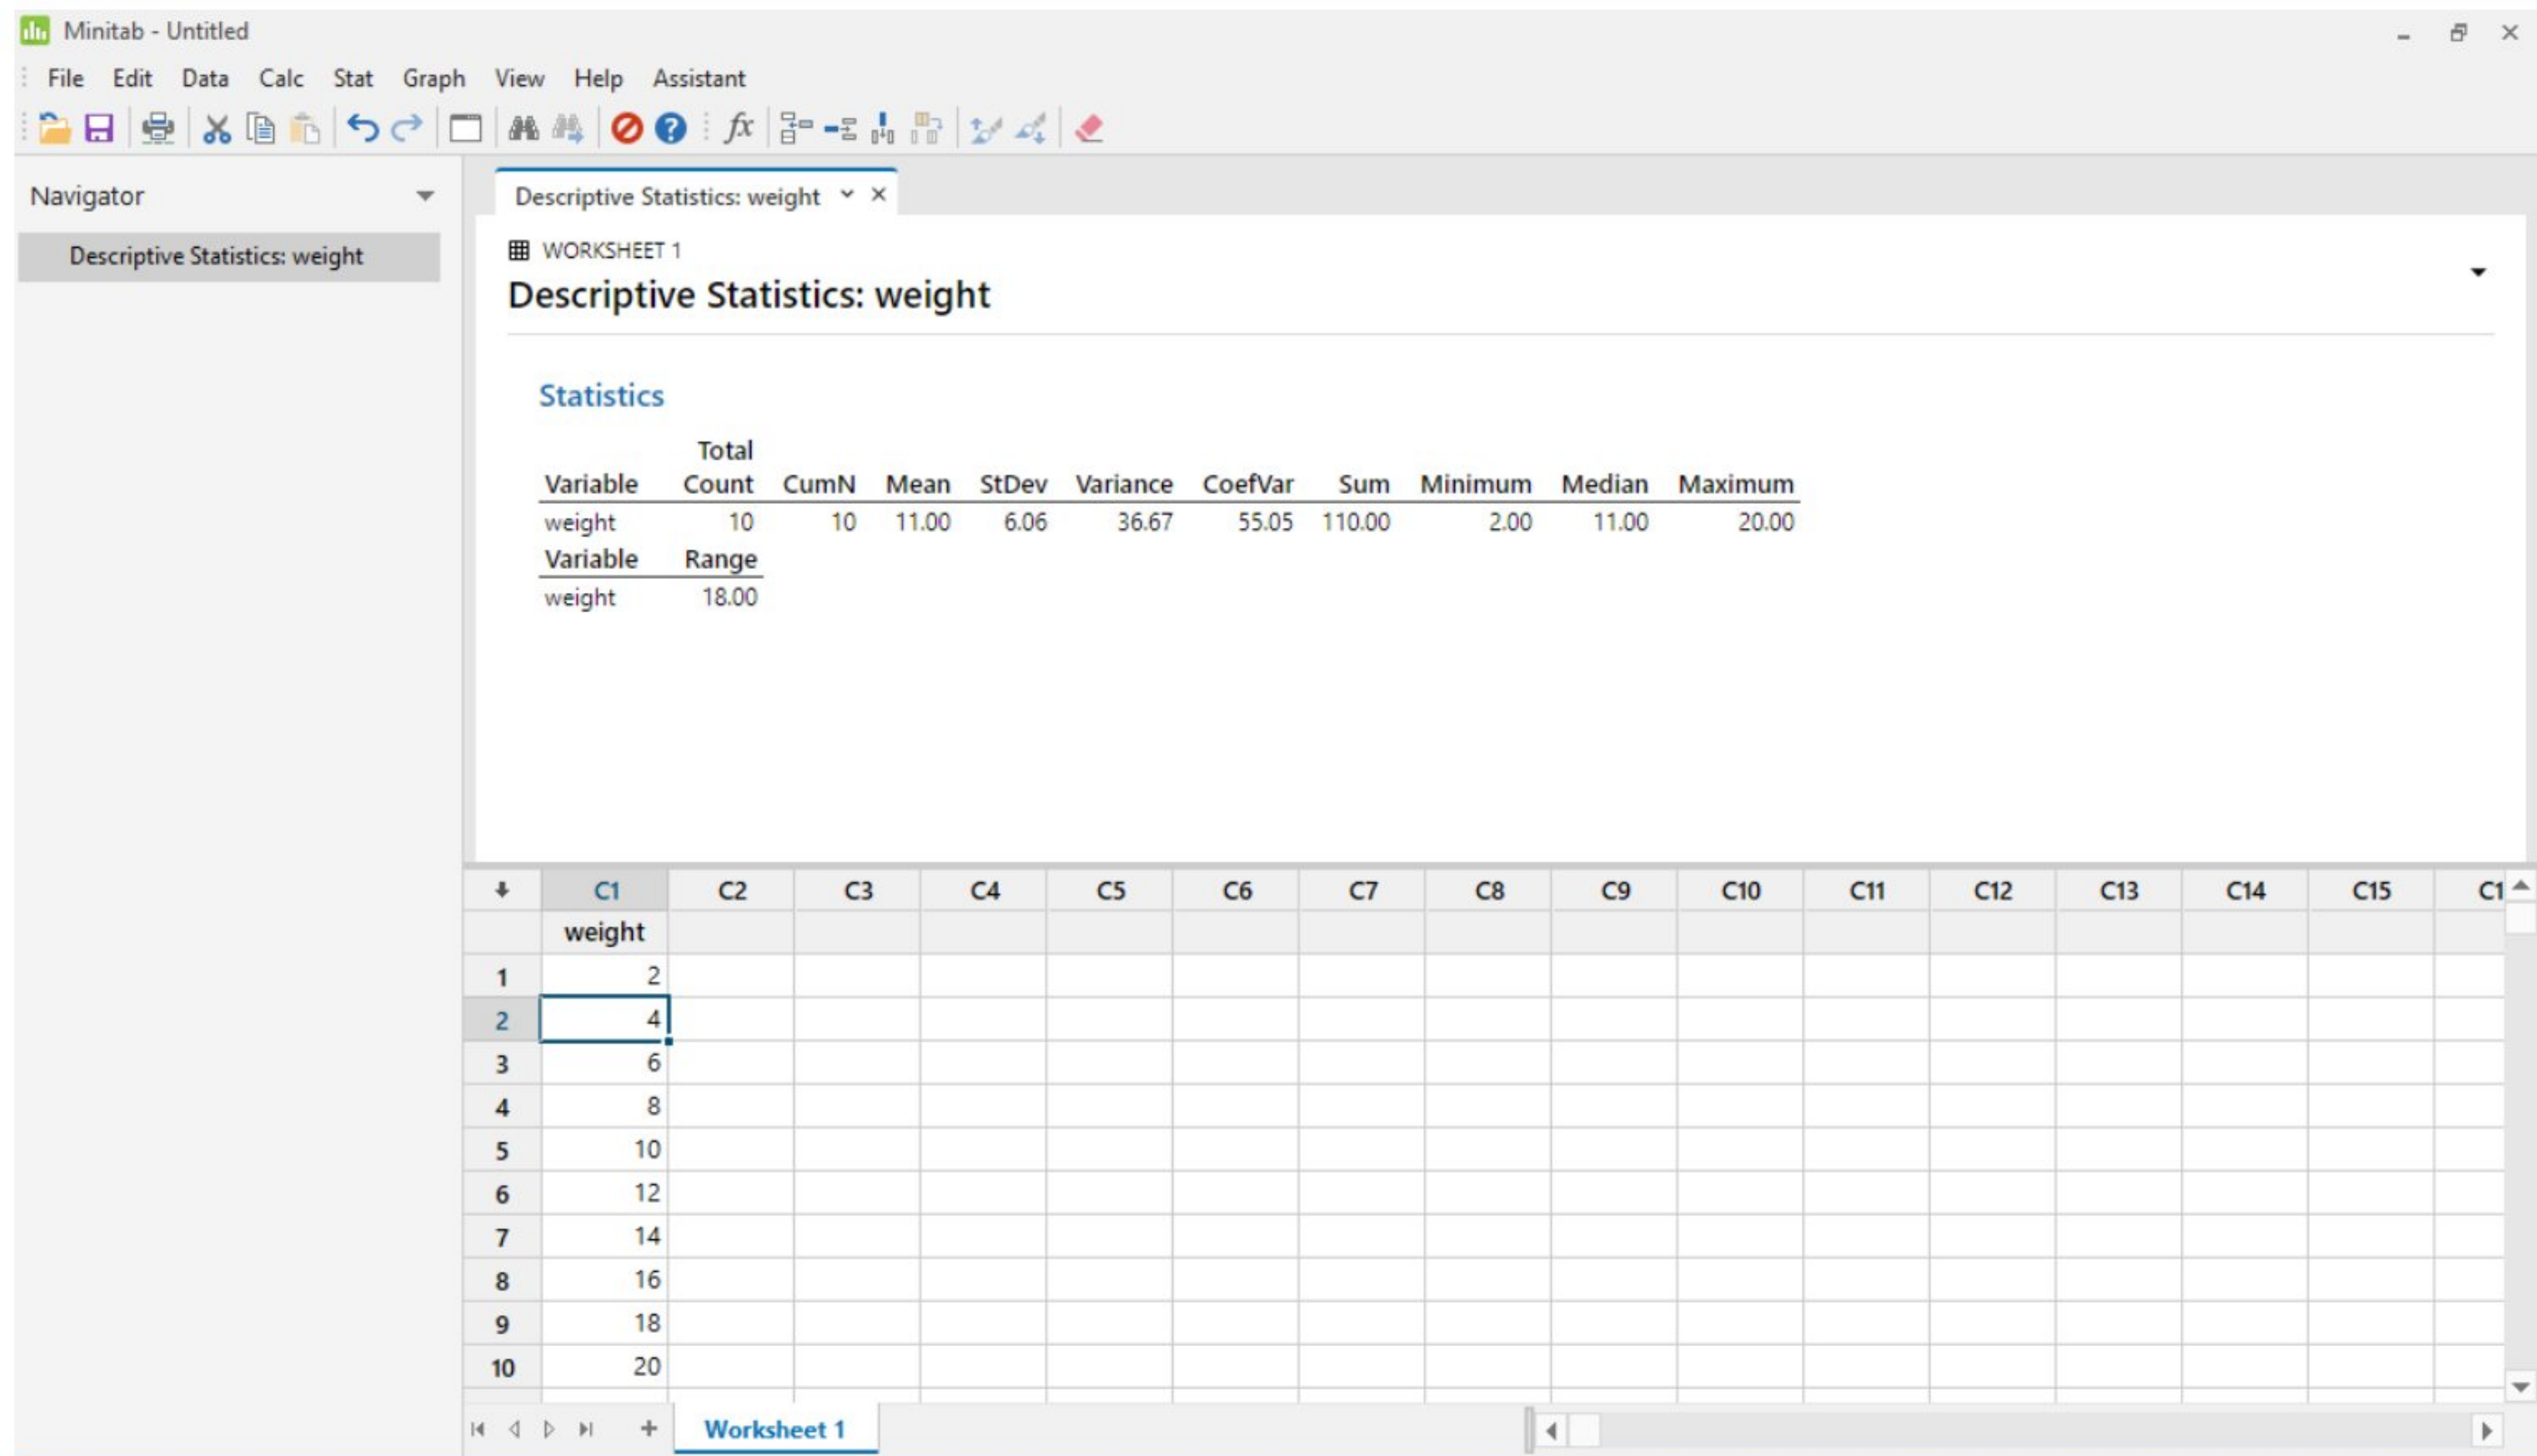 Minitab - Untitled
File Edit Data Calc Stat Graph View Help Assistant
fx
Navigator
Descriptive Statistics: weight
Descriptive Statistics: weight
WORKSHEET 1
Descriptive Statistics: weight
Statistics
Total
Variable Count CumN Mean StDev Variance CoefVar Sum Minimum Median Maximum
weight 10 10 11.00 6.06 36.67 55.05 110.00 2.00 11.00 20.00
Variable Range
weight 18.00
C1 C2 C3 C4 C5 C6 C7 C8 C9 C10 C11 C12 C13 C14 C15 C1
weight
1 2
2 4
3 6
4 8
5 10
6 12
7 14
8 16
9 18
10 20
Worksheet 1